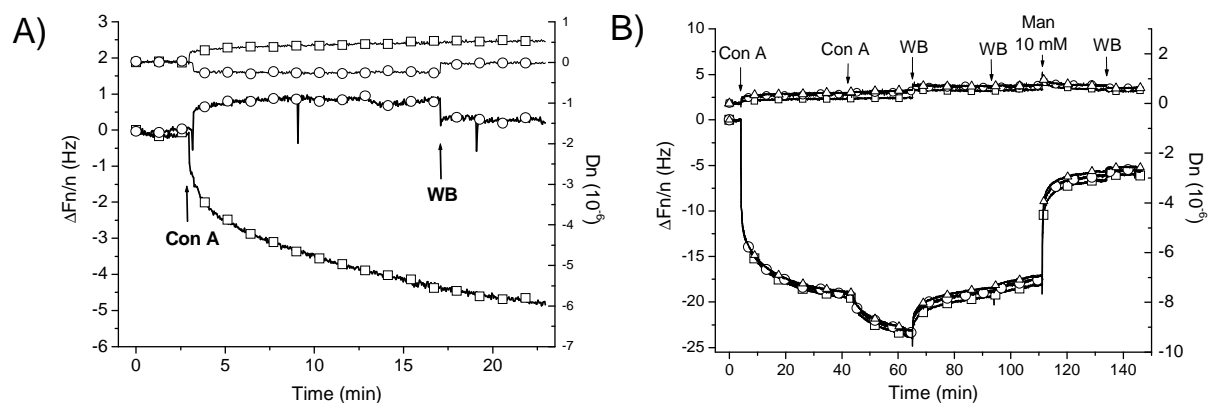 A)
3
2
1
0
-1
-2
-3
-4
-5
-6
ΔFn/n (Hz)
Con A
WB
1
0
-1
-2
-3
-4
-5
-6
-7
Dn (10-6)
0
5
10
15
20
Time (min)
B)
10
5
0
-5
-10
-15
-20
-25
ΔFn/n (Hz)
Con A
Con A
WB
WB
Man
10 mM
WB
2
0
-2
-4
-6
-8
-10
Dn (10-6)
0
20
40
60
80
100
120
140
Time (min)